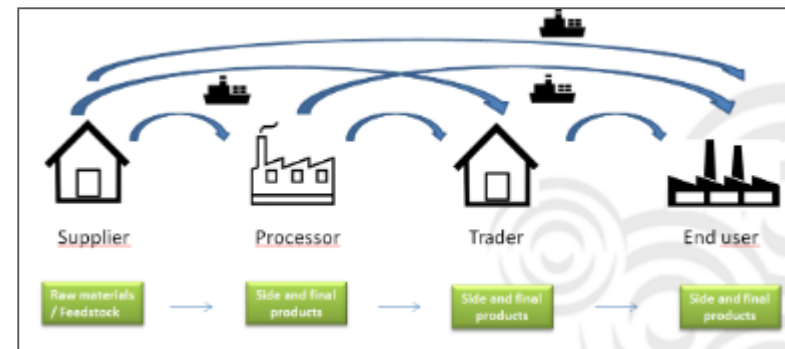 Supplier
Processor
Trader
End user
Raw materials
/ Feedstock
Side and final
products
Side and final
products
Side and final
products